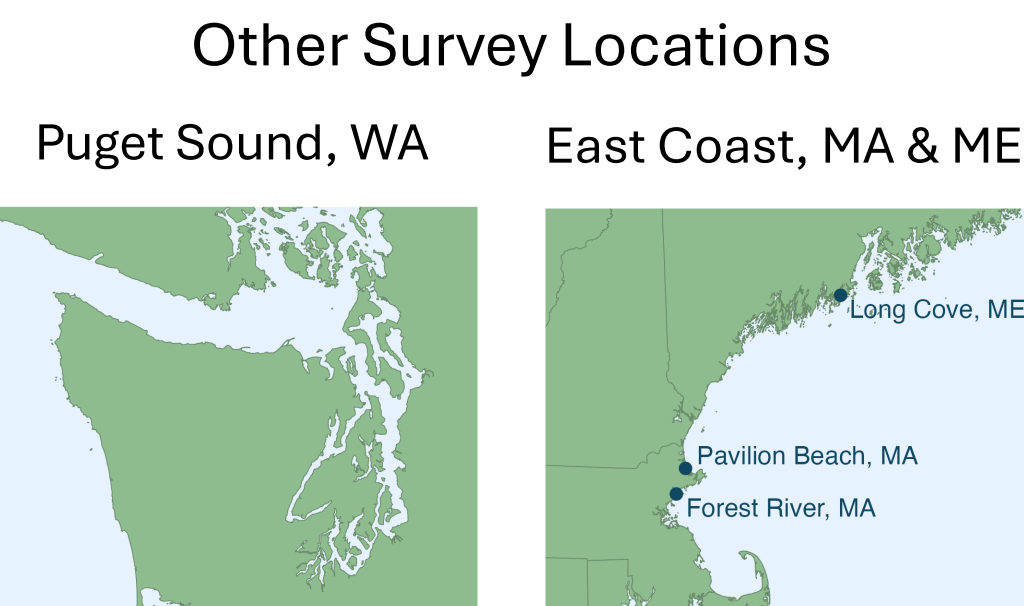 Other Survey Locations
Puget Sound, WA
East Coast, MA & ME
Long Cove, ME
Pavilion Beach, MA
Forest River, MA